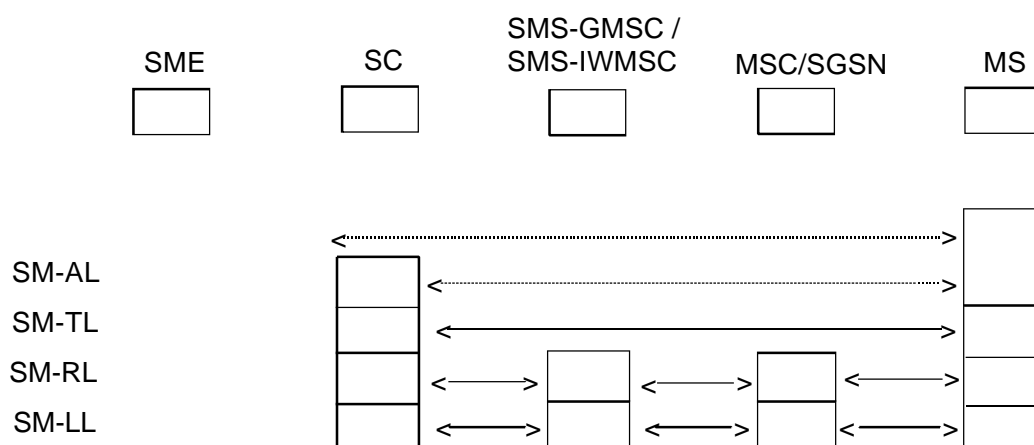 SMS-GMSC /
SME SC SMS-IWMSC MSC/SGSN MS
SM-AL
SM-TL
SM-RL
SM-LL